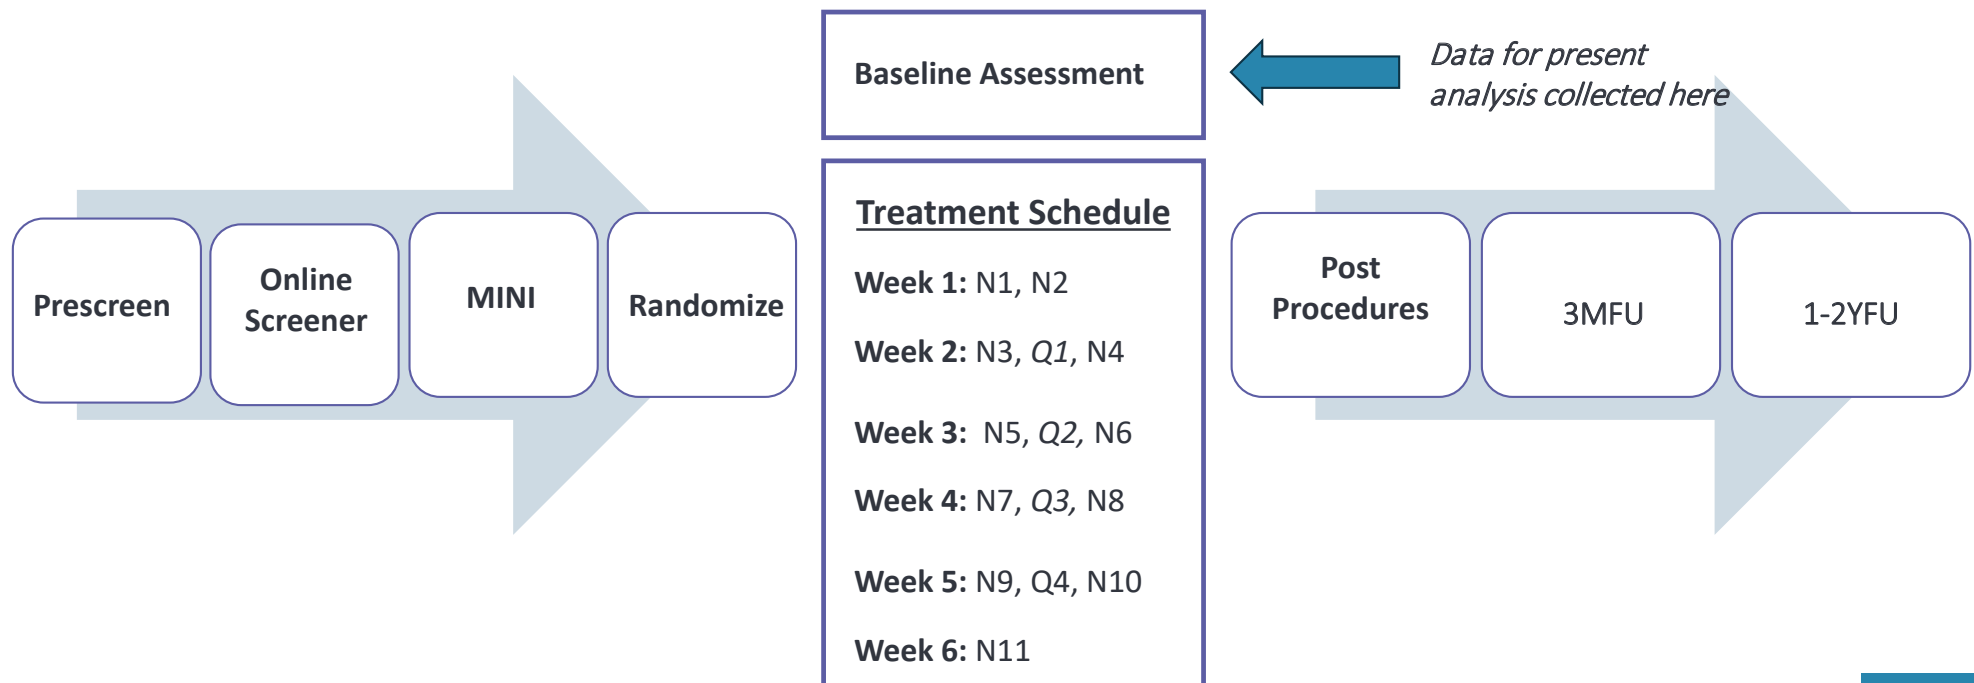 Prescreen
Online
Screener
MINI
Randomize
Baseline Assessment
Data for present
analysis collected here
Treatment Schedule
Week 1: N1, N2
Week 2: N3, Q1, N4
Week 3: N5, Q2, N6
Week 4: N7, Q3, N8
Week 5: N9, Q4, N10
Week 6: N11
Post
Procedures
3MFU
1-2YFU